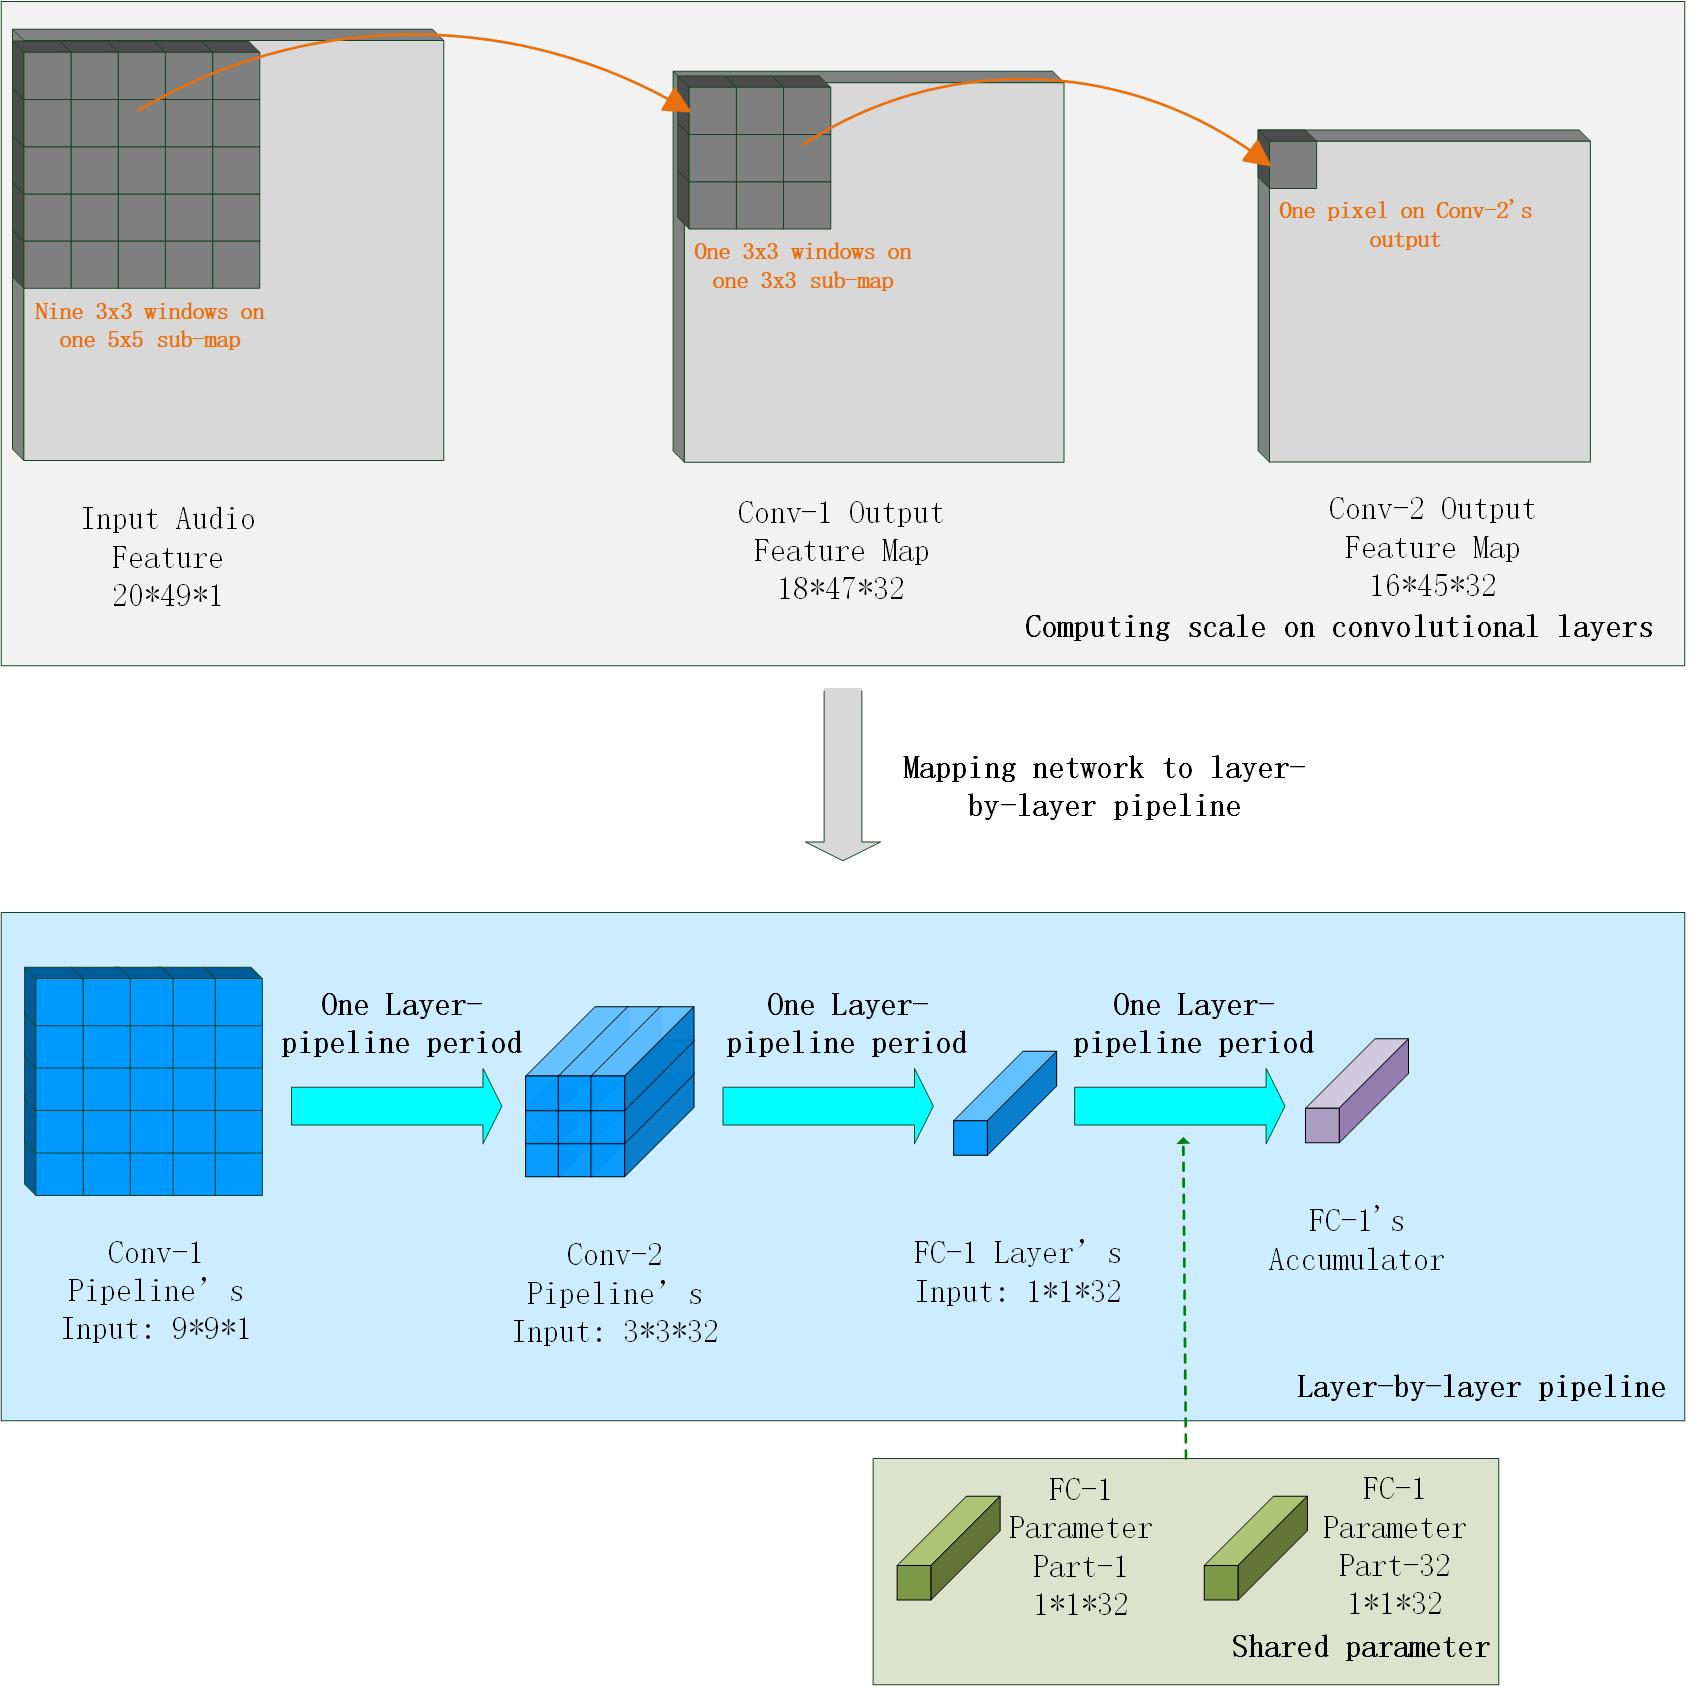 Nine 3x3 windows on
one 5x5 sub-map
One 3x3 windows on
one 3x3 sub-map
One pixel on Conv-2's
output
Input Audio
Feature
20*49*1
Conv-1 Output
Feature Map
18*47*32
Conv-2 Output
Feature Map
16*45*32
Computing scale on convolutional layers
Mapping network to layer-
by-layer pipeline
One Layer-
pipeline period
One Layer-
pipeline period
One Layer-
pipeline period
Conv-1
Pipeline's
Input: 9*9*1
Conv-2
Pipeline's
Input: 3*3*32
FC-1 Layer's
Input: 1*1*32
FC-1's
Accumulator
Layer-by-layer pipeline
FC-1
Parameter
Part-1
1*1*32
FC-1
Parameter
Part-32
1*1*32
Shared parameter